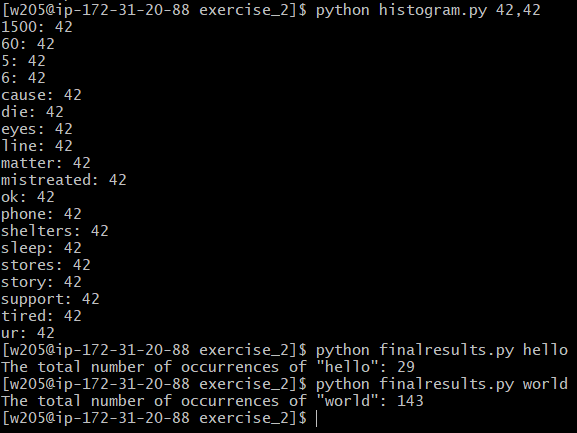 [w205@ip-172-31-20-88 exercise_2]$ python histogram.py 42,42
1500: 42
60: 42
5: 42
6: 42
cause: 42
die: 42
eyes: 42
line: 42
matter: 42
mistreated: 42
ok: 42
phone: 42
shelters: 42
sleep: 42
stores: 42
story: 42
support: 42
tired: 42
ur: 42
[w205@ip-172-31-20-88 exercise_2]$ python finalresults.py hello
The total number of occurrences of "hello": 29
[w205@ip-172-31-20-88 exercise_2]$ python finalresults.py world
The total number of occurrences of "world": 143
[w205@ip-172-31-20-88 exercise_2]$